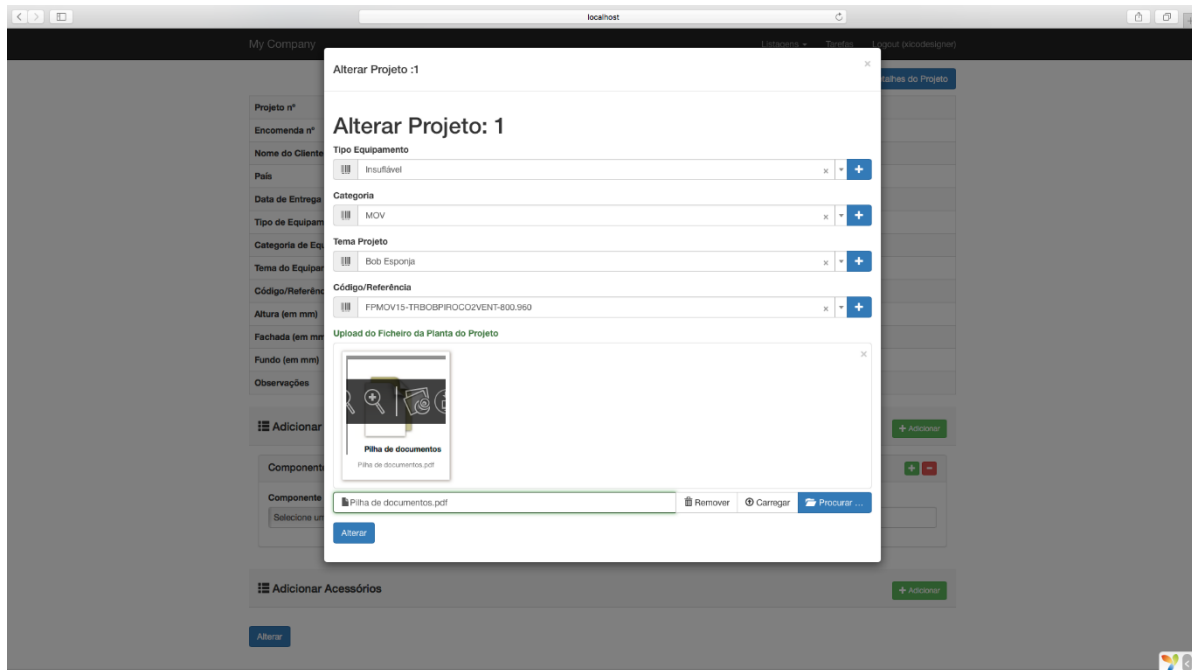 localhost
My Company
Listagens
Tarefas
Logout (xicodesigner)
Alterar Projeto :1
×
talhes do Projeto
Projeto nº
Encomenda nº
Nome do Cliente
País
Data de Entrega
Tipo de Equipam
Categoria de Equ
Tema do Equipar
Código/Referênc
Altura (em mm)
Fachada (em mm
Fundo (em mm)
Observações
Alterar Projeto: 1
Tipo Equipamento
Insuflável
Categoria
MOV
Tema Projeto
Bob Esponja
Código/Referência
FPMOV15-TRBOBPIROCO2VENT-800.960
Upload do Ficheiro da Planta do Projeto
Pilha de documentos
Pilha de documentos.pdf
Pilha de documentos.pdf
Remover
Carregar
Procurar ...
Alterar
Adicionar
+ Adicionar
Component
Componente
Selecione un
Adicionar Acessórios
+ Adicionar
Alterar